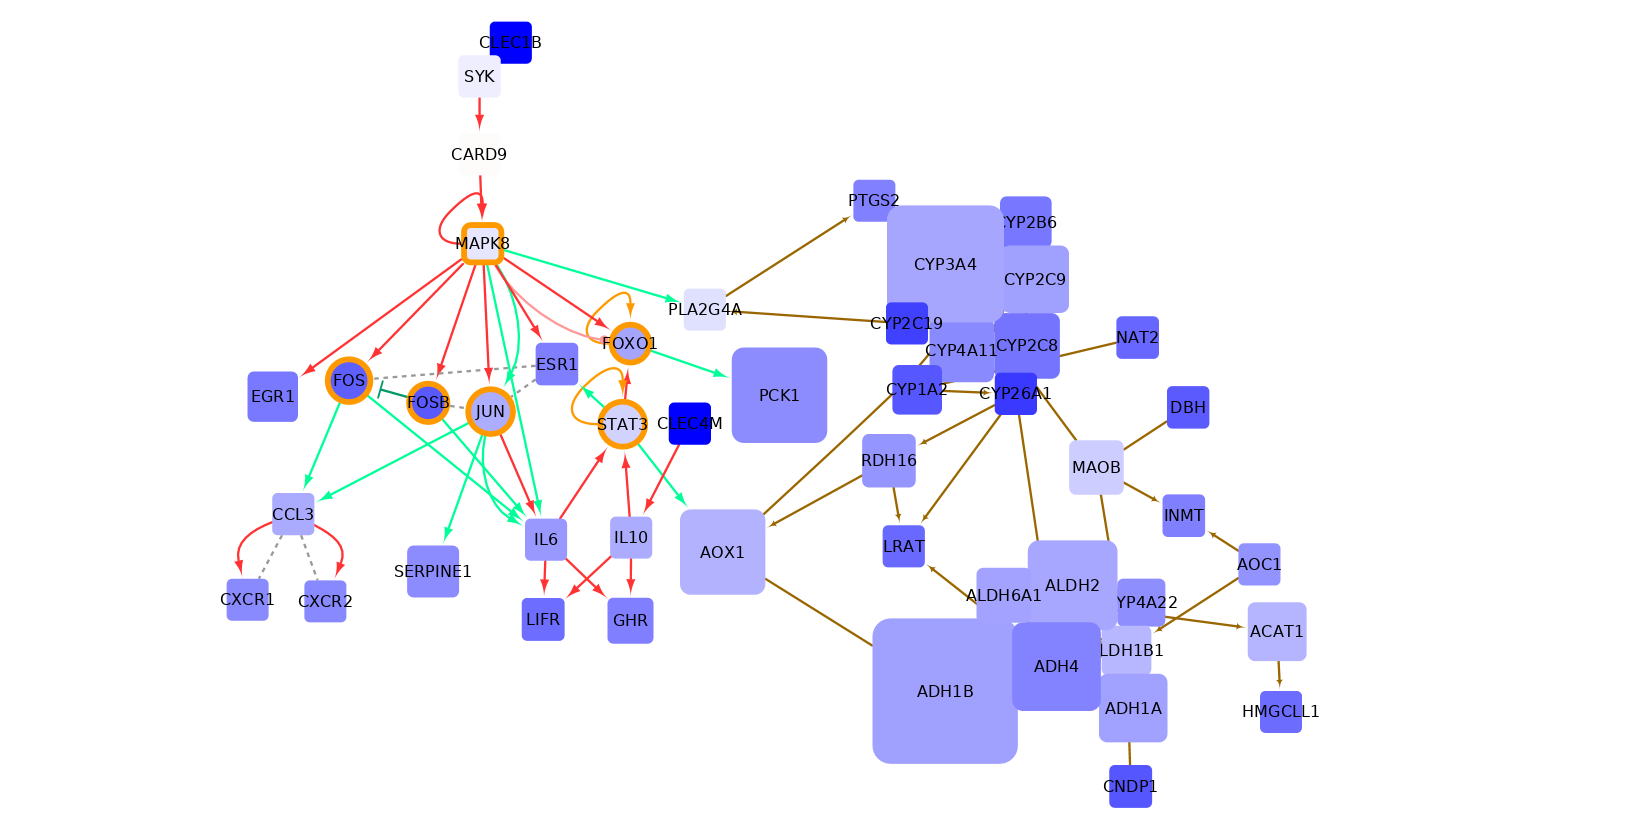 CLEC1B
SYK
CARD9
PTGS2
CYP2B6
MAPK8
CYP3A4
CYP2C9
PLA2G4A
CYP2C19
NAT2
FOXO1
CYP2C8
CYP4A11
ESR1
FOS
CYP1A2
CYP26A1
PCK1
EGR1
FOSB
JUN
DBH
STAT3
CLEC4M
RDH16
MAOB
CCL3
INMT
IL6
IL10
LRAT
AOX1
AOC1
SERPINE1
ALDH2
ALDH6A1
CXCR1
CXCR2
YP4A22
LIFR
GHR
ACAT1
LDH1B1
ADH4
ADH1B
ADH1A
HMGCLL1
CNDP1